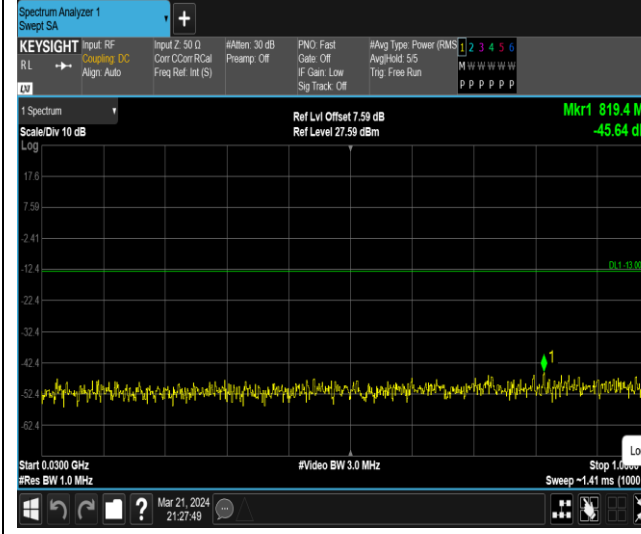 Spectrum Analyzer 1
Swept SA
+
KEYSIGHT
RL
LXI
Input: RF
Coupling: DC
Align: Auto
Input Z: 50 Ω
Corr CCorr RCal
Freq Ref: Int (S)
#Atten: 30 dB
Preamp: Off
PNO: Fast
Gate: Off
IF Gain: Low
Sig Track: Off
#Avg Type: Power (RMS
Avg|Hold: 5/5
Trig: Free Run
1 2 3 4 5 6
M W W W W W
P P P P P P
1 Spectrum
Scale/Div 10 dB
Log
Ref Lvl Offset 7.59 dB
Ref Level 27.59 dBm
Mkr1 819.4 M
-45.64 d
17.6
7.59
-2.41
-12.4
DL1 -13.00
-22.4
-32.4
-42.4
1
-52.4
-62.4
Lo
Start 0.0300 GHz
#Res BW 1.0 MHz
#Video BW 3.0 MHz
Stop 1.0000 GHz
Sweep ~1.41 ms (1000
?
Mar 21, 2024
21:27:49